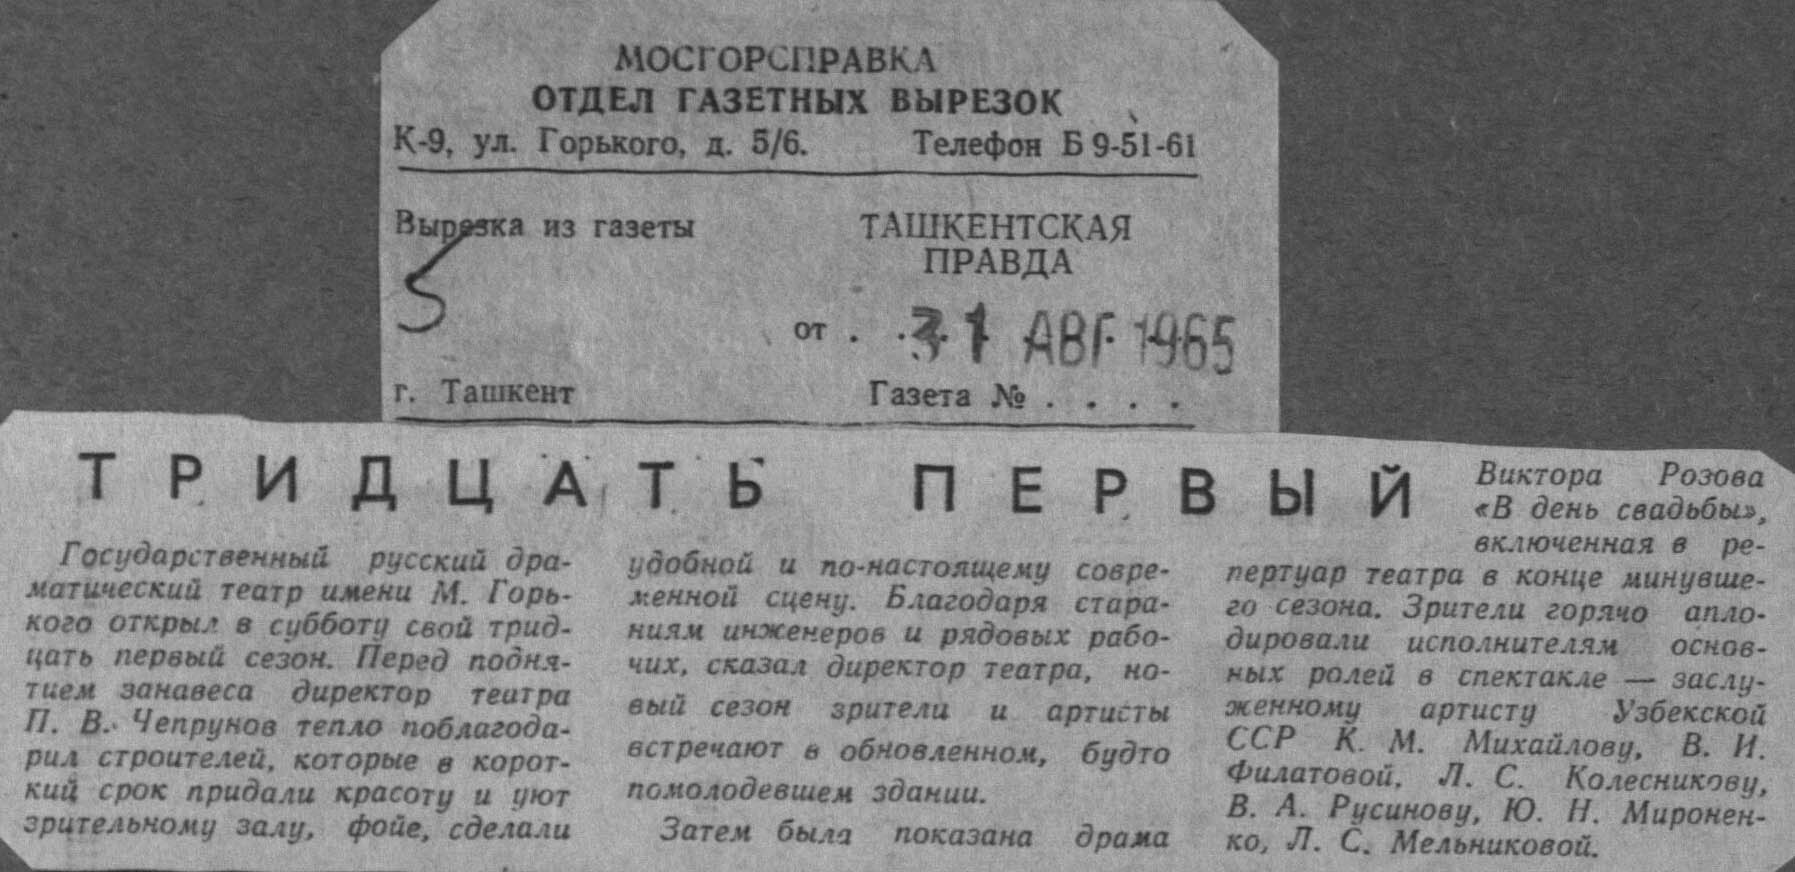 МОСГОРСПРАВКА
ОТДЕЛ ГАЗЕТНЫХ ВЫРЕЗОК
К-9, ул. Горького, д. 5/6. Телефон Б 9-51-61
Вырезка из газеты
ТАШКЕНТСКАЯ
ПРАВДА
5
от . . 31 АВГ 1965
г. Ташкент Газета № . . . .
ТРИДЦАТЬ ПЕРВЫЙ
Государственный русский дра-
матический театр имени М. Горь-
кого открыл в субботу свой трид-
цать первый сезон. Перед подня-
тием занавеса директор театра
П. В. Чепрунов тепло поблагода-
рил строителей, которые в корот-
кий срок придали красоту и уют
зрительному залу, фойе, сделали
удобной и по-настоящему совре-
менной сцену. Благодаря стара-
ниям инженеров и рядовых рабо-
чих, сказал директор театра, но-
вый сезон зрители и артисты
встречают в обновленном, будто
помолодевшем здании.
Затем была показана драма
Виктора Розова
«В день свадьбы»,
включенная в ре-
пертуар театра в конце минувше-
го сезона. Зрители горячо апло-
дировали исполнителям основ-
ных ролей в спектакле — заслу-
женному артисту Узбекской
ССР К. М. Михайлову, В. И.
Филатовой, Л. С. Колесникову,
В. А. Русинову, Ю. Н. Миронен-
ко, Л. С. Мельниковой.